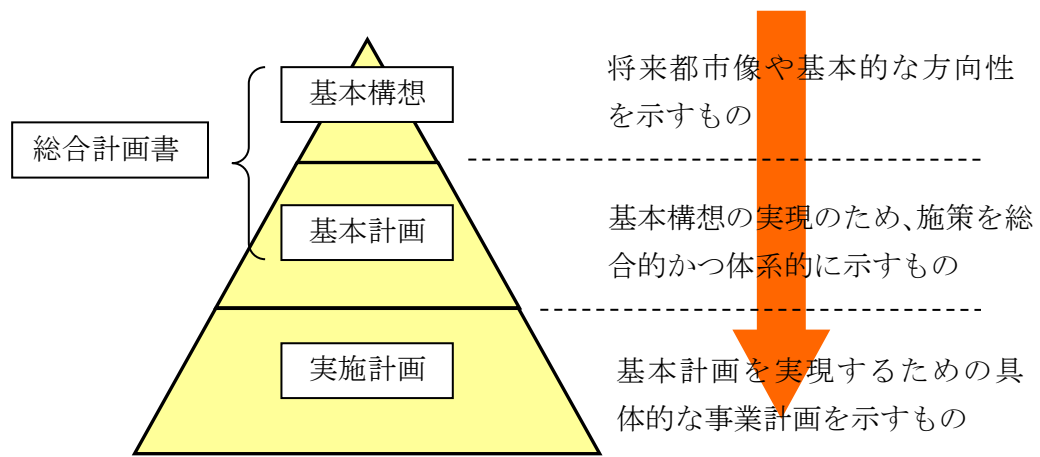 総合計画書
基本構想
将来都市像や基本的な方向性
を示すもの
基本計画
基本構想の実現のため、施策を総
合的かつ体系的に示すもの
実施計画
基本計画を実現するための具
体的な事業計画を示すもの